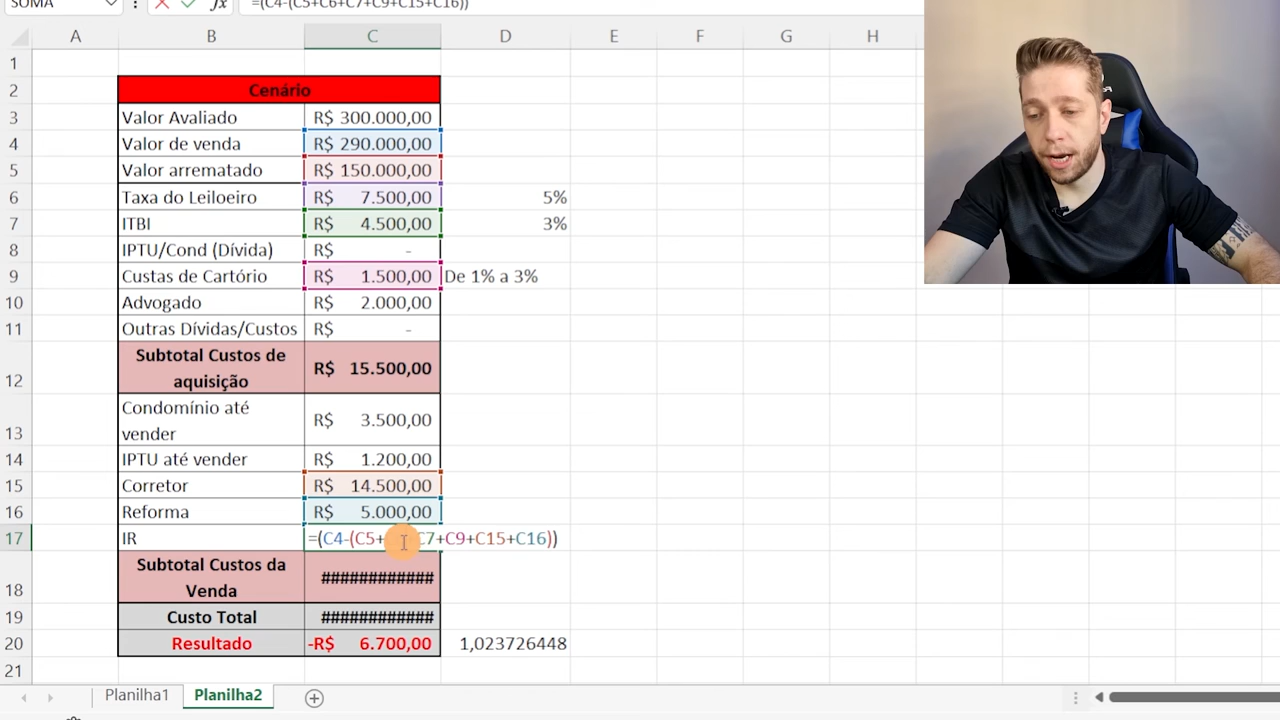 SOMA fx =(C4-(C5+C6+C7+C9+C15+C16))
A B C D E F G H
1
2 Cenário
3 Valor Avaliado R$ 300.000,00
4 Valor de venda R$ 290.000,00
5 Valor arrematado R$ 150.000,00
6 Taxa do Leiloeiro R$ 7.500,00 5%
7 ITBI R$ 4.500,00 3%
8 IPTU/Cond (Dívida) R$ -
9 Custas de Cartório R$ 1.500,00 De 1% a 3%
10 Advogado R$ 2.000,00
11 Outras Dívidas/Custos R$ -
Subtotal Custos de
12 aquisição R$ 15.500,00
Condomínio até
13 vender R$ 3.500,00
14 IPTU até vender R$ 1.200,00
15 Corretor R$ 14.500,00
16 Reforma R$ 5.000,00
17 IR =(C4-(C5+ C7+C9+C15+C16))
Subtotal Custos da
18 Venda ############
19 Custo Total ############
20 Resultado -R$ 6.700,00 1,023726448
21
Planilha1 Planilha2